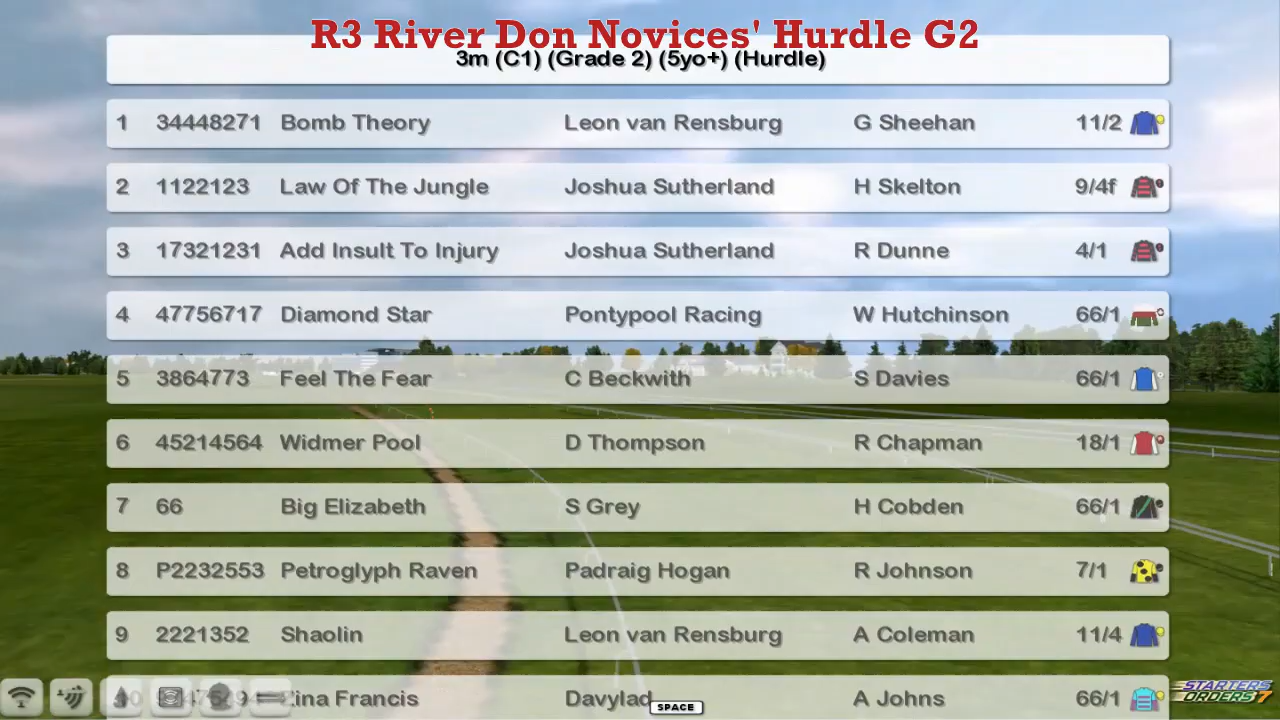 R3 River Don Novices' Hurdle G2
3m (C1) (Grade 2) (5yo+) (Hurdle)
1 34448271 Bomb Theory Leon van Rensburg G Sheehan 11/2
2 1122123 Law Of The Jungle Joshua Sutherland H Skelton 9/4f
3 17321231 Add Insult To Injury Joshua Sutherland R Dunne 4/1
4 47756717 Diamond Star Pontypool Racing W Hutchinson 66/1
5 3864773 Feel The Fear C Beckwith S Davies 66/1
6 45214564 Widmer Pool D Thompson R Chapman 18/1
7 66 Big Elizabeth S Grey H Cobden 66/1
8 P2232553 Petroglyph Raven Padraig Hogan R Johnson 7/1
9 2221352 Shaolin Leon van Rensburg A Coleman 11/4
Francis Davylad A Johns 66/1
SPACE
STARTERS ORDERS 7